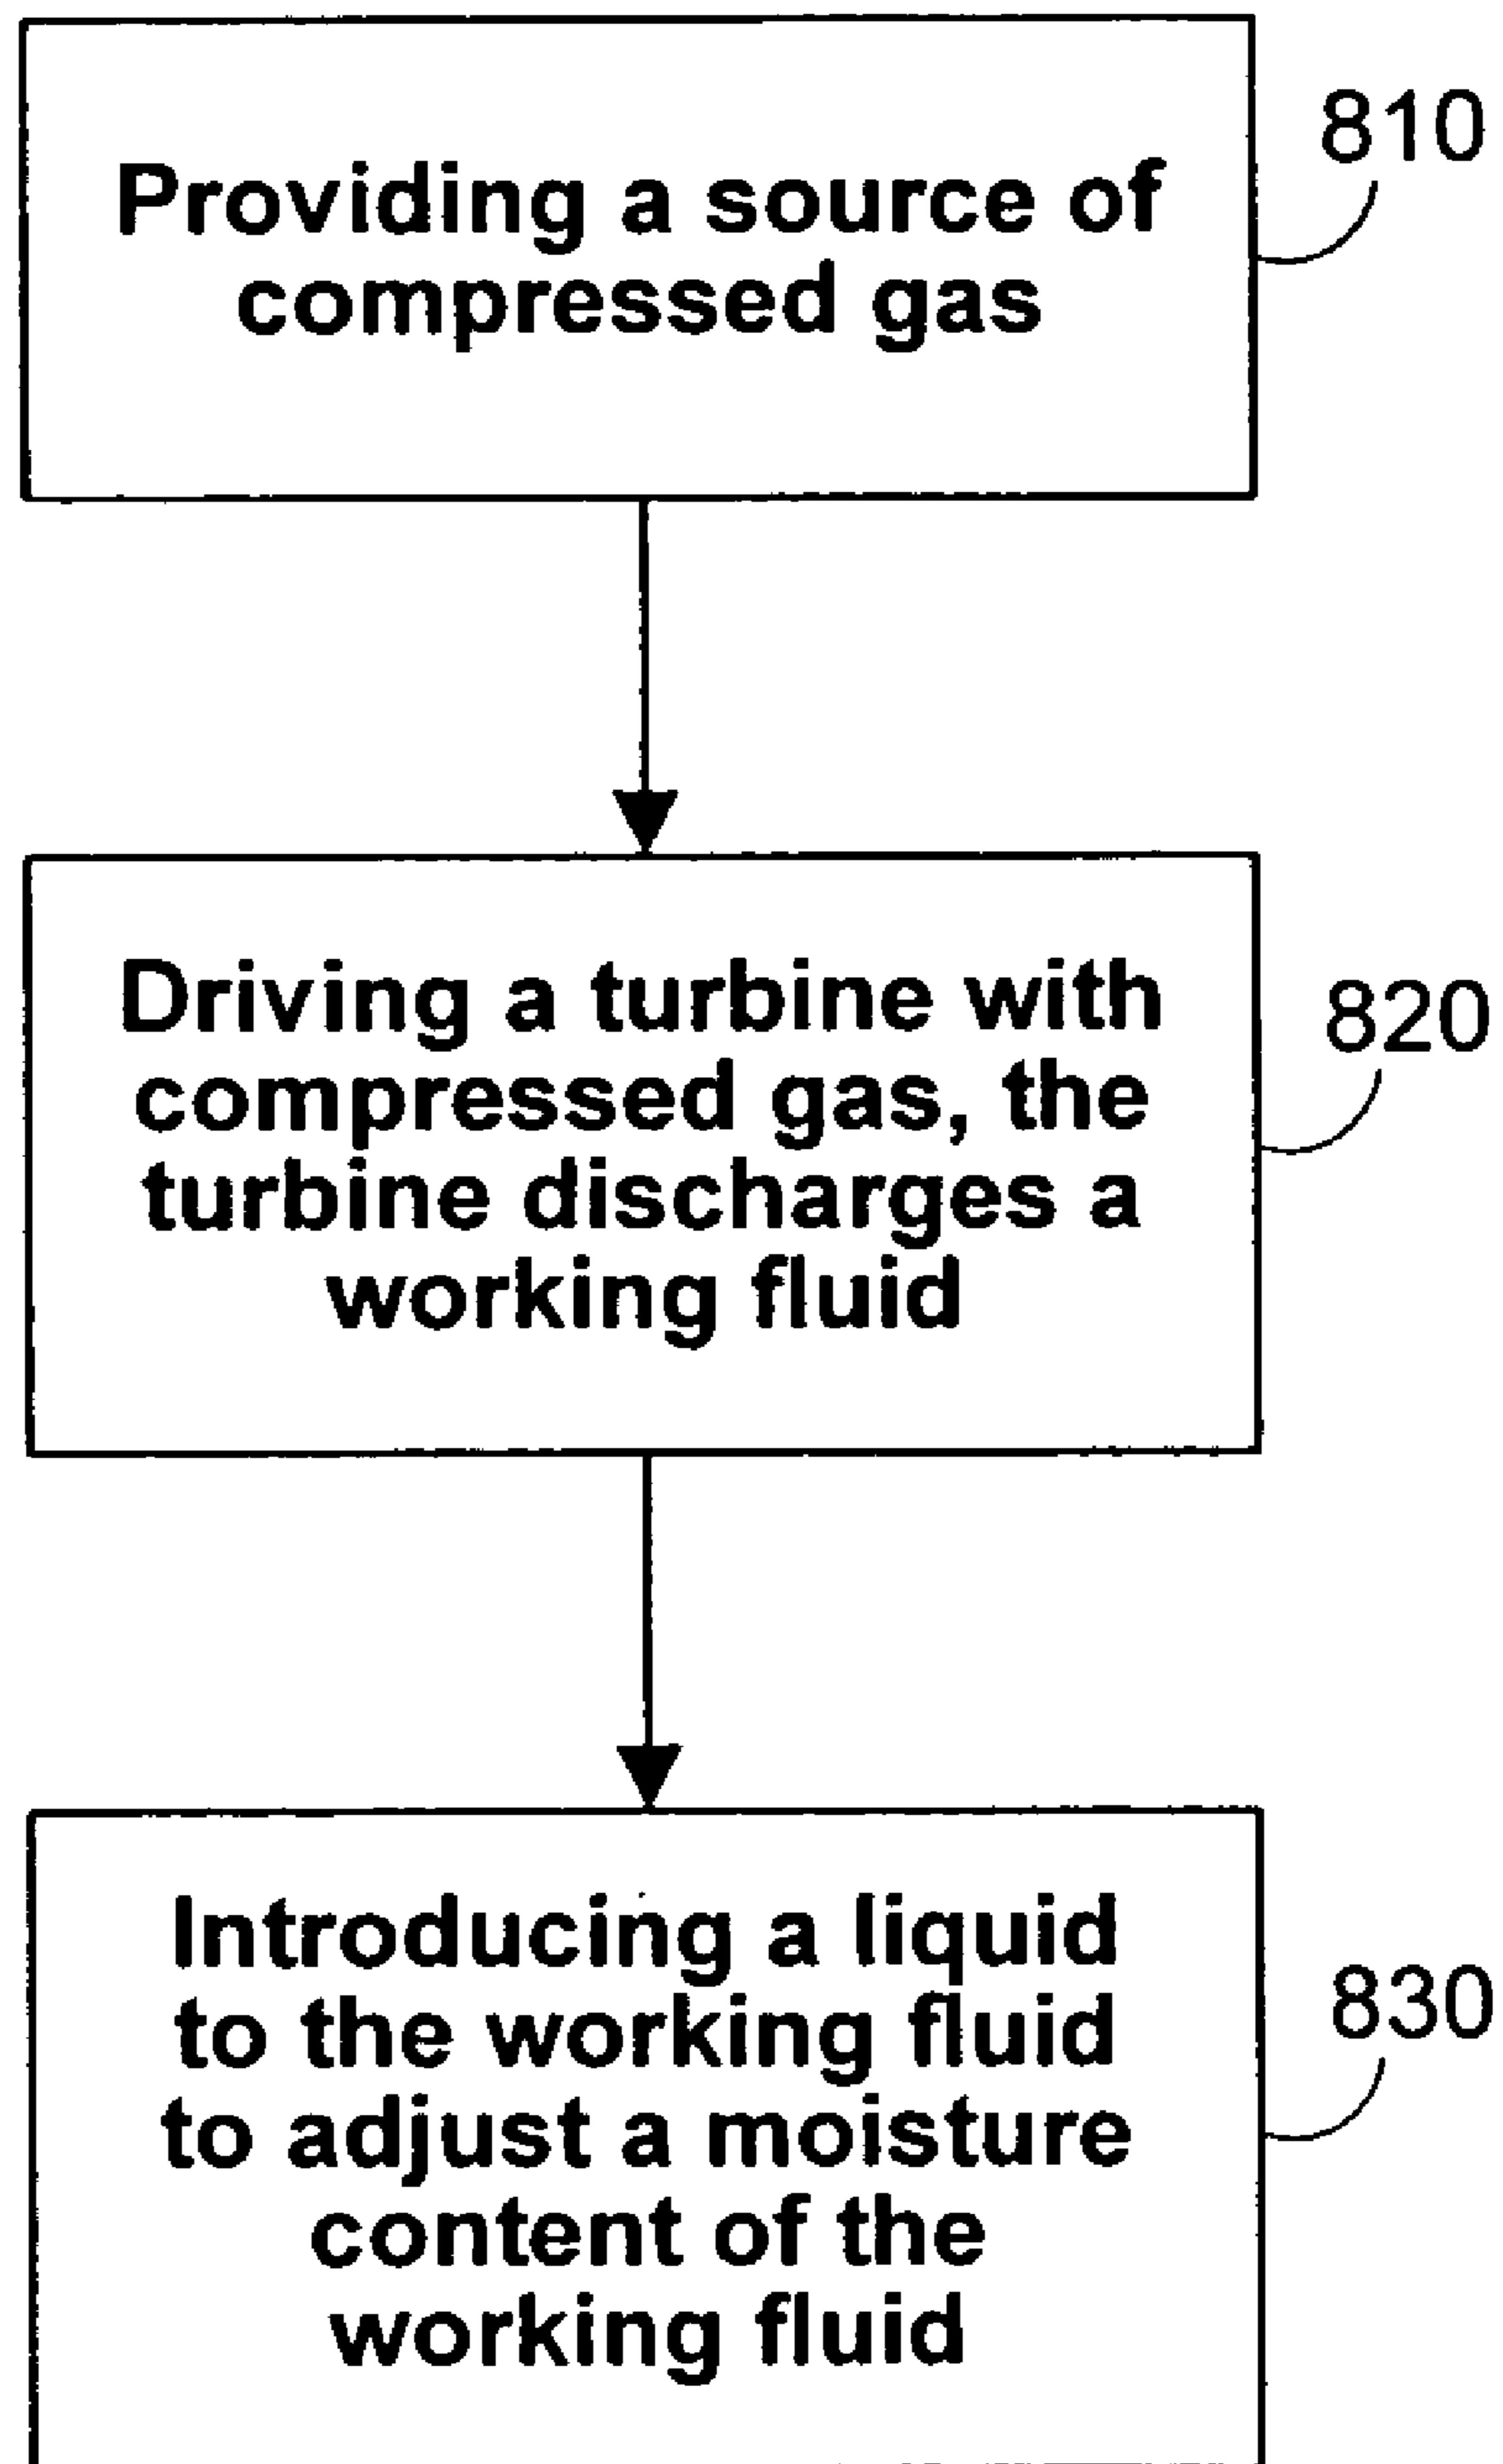 810
Providing a source of
compressed gas
820
Driving a turbine with
compressed gas, the
turbine discharges a
working fluid
830
Introducing a liquid
to the working fluid
to adjust a moisture
content of the
working fluid